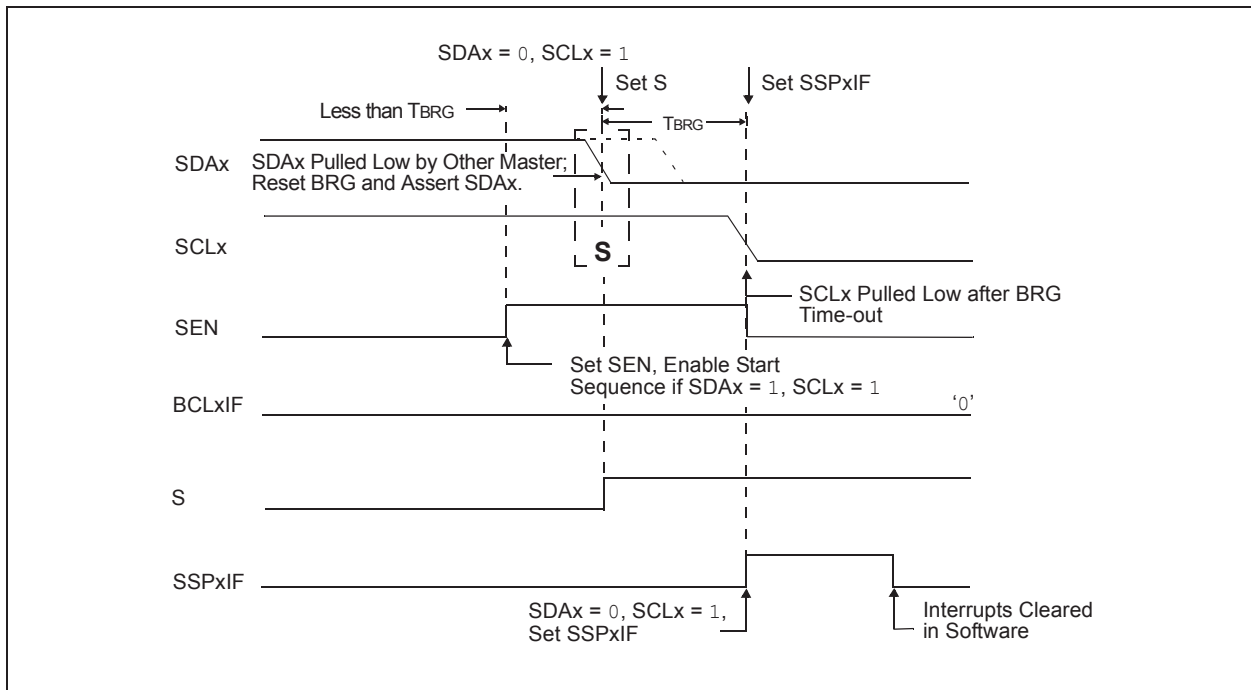 SDAx = 0, SCLx = 1
Set S
Set SSPxIF
Less than TBRG
TBRG
SDAx
SDAx Pulled Low by Other Master;
Reset BRG and Assert SDAx.
SCLx
S
SCLx Pulled Low after BRG
Time-out
SEN
Set SEN, Enable Start
Sequence if SDAx = 1, SCLx = 1
BCLxIF
‘0’
S
SSPxIF
SDAx = 0, SCLx = 1,
Set SSPxIF
Interrupts Cleared
in Software